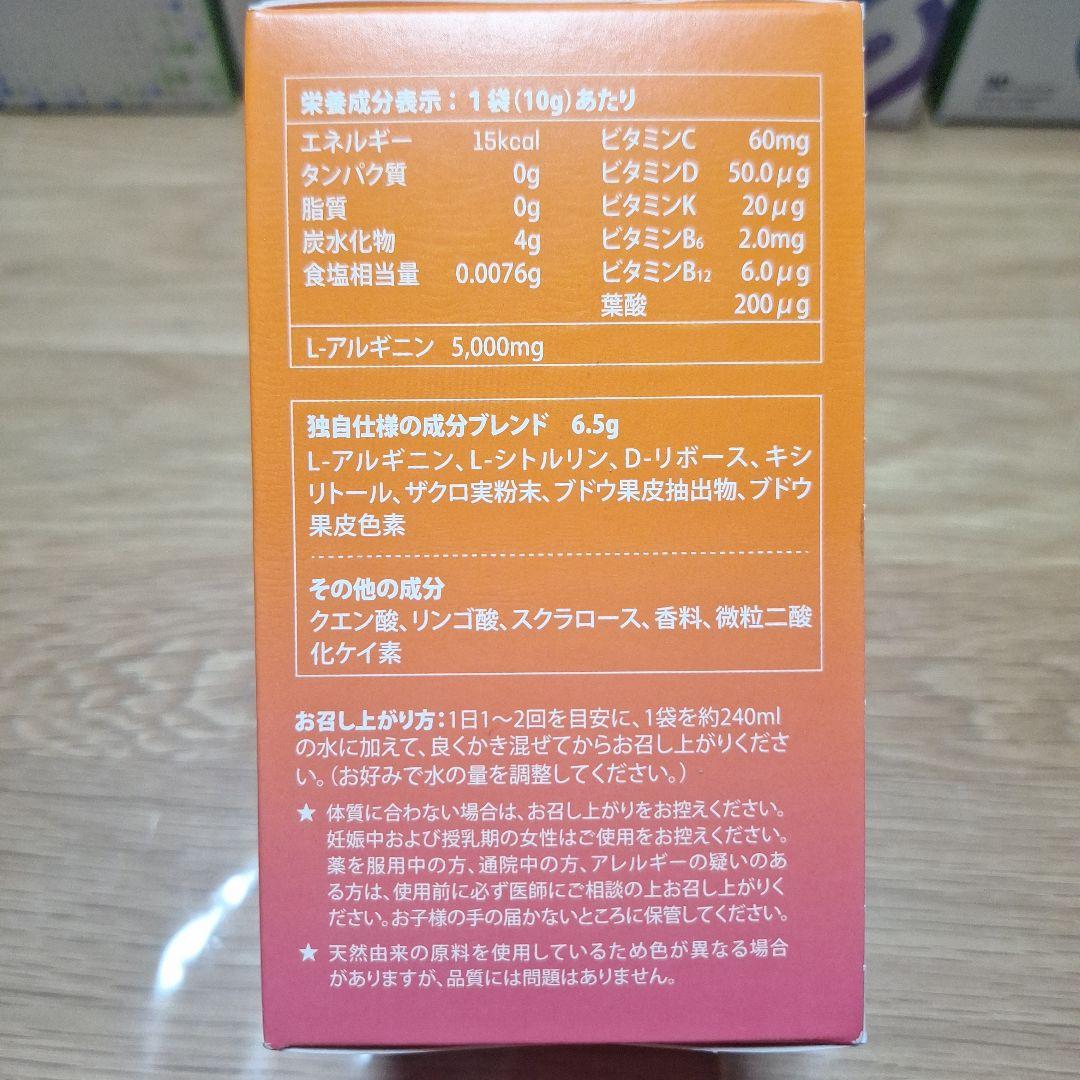 栄養成分表示：1袋(10g)あたり
エネルギー 15kcal ビタミンC 60mg
タンパク質 0g ビタミンD 50.0μg
脂質 0g ビタミンK 20μg
炭水化物 4g ビタミンB₆ 2.0mg
食塩相当量 0.0076g ビタミンB₁₂ 6.0μg
葉酸 200μg
L-アルギニン 5,000mg
独自仕様の成分ブレンド 6.5g
L-アルギニン、L-シトルリン、D-リボース、キシ
リトール、ザクロ実粉末、ブドウ果皮抽出物、ブドウ
果皮色素
その他の成分
クエン酸、リンゴ酸、スクラロース、香料、微粒二酸
化ケイ素
お召し上がり方：1日1〜2回を目安に、1袋を約240ml
の水に加えて、良くかき混ぜてからお召し上がりくださ
い。（お好みで水の量を調整してください。）
★ 体質に合わない場合は、お召し上がりをお控えください。
妊娠中および授乳期の女性はご使用をお控えください。
薬を服用中の方、通院中の方、アレルギーの疑いのあ
る方は、使用前に必ず医師にご相談の上お召し上がりく
ださい。お子様の手の届かないところに保管してください。
★ 天然由来の原料を使用しているため色が異なる場合
がありますが、品質には問題はありません。